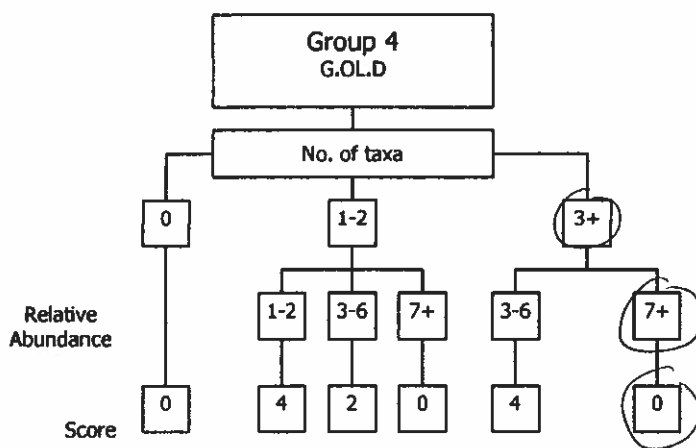 Group 4
G.OL.D
No. of taxa
0
1-2
3+
Relative
Abundance
1-2
3-6
7+
3-6
7+
Score
0
4
2
0
4
0